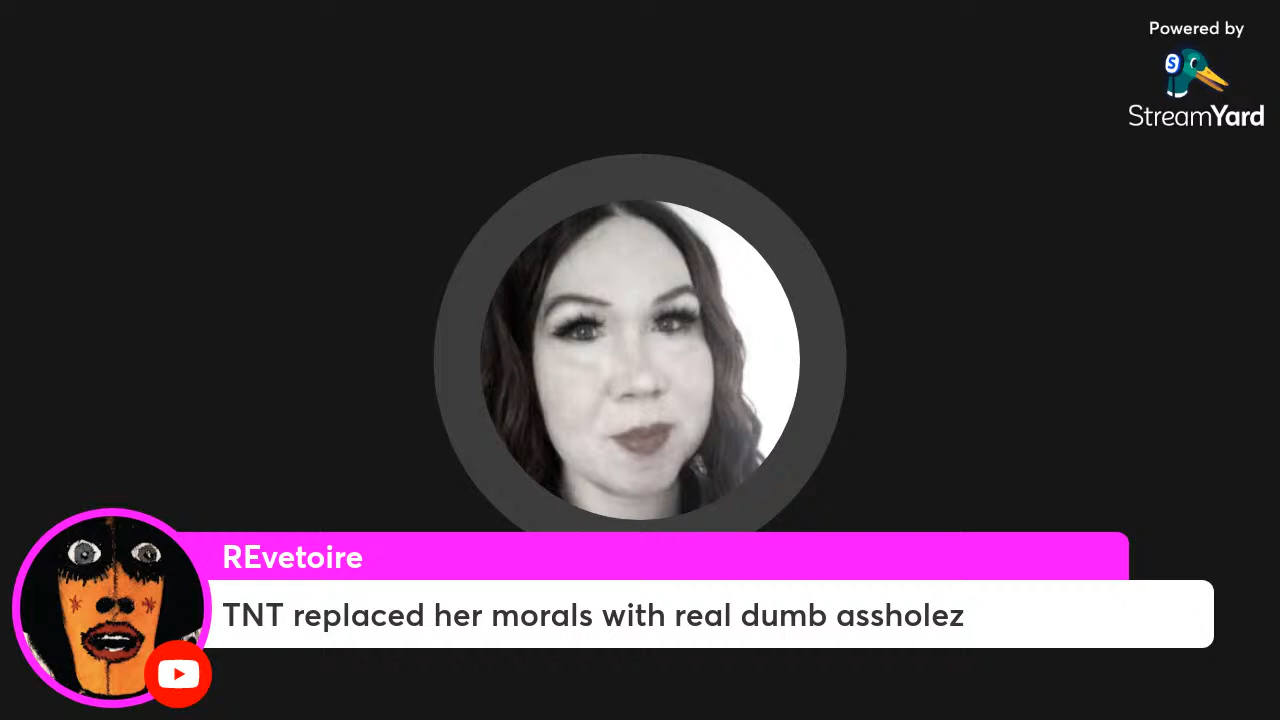 Powered by
S
StreamYard
REvetoire
TNT replaced her morals with real dumb assholez